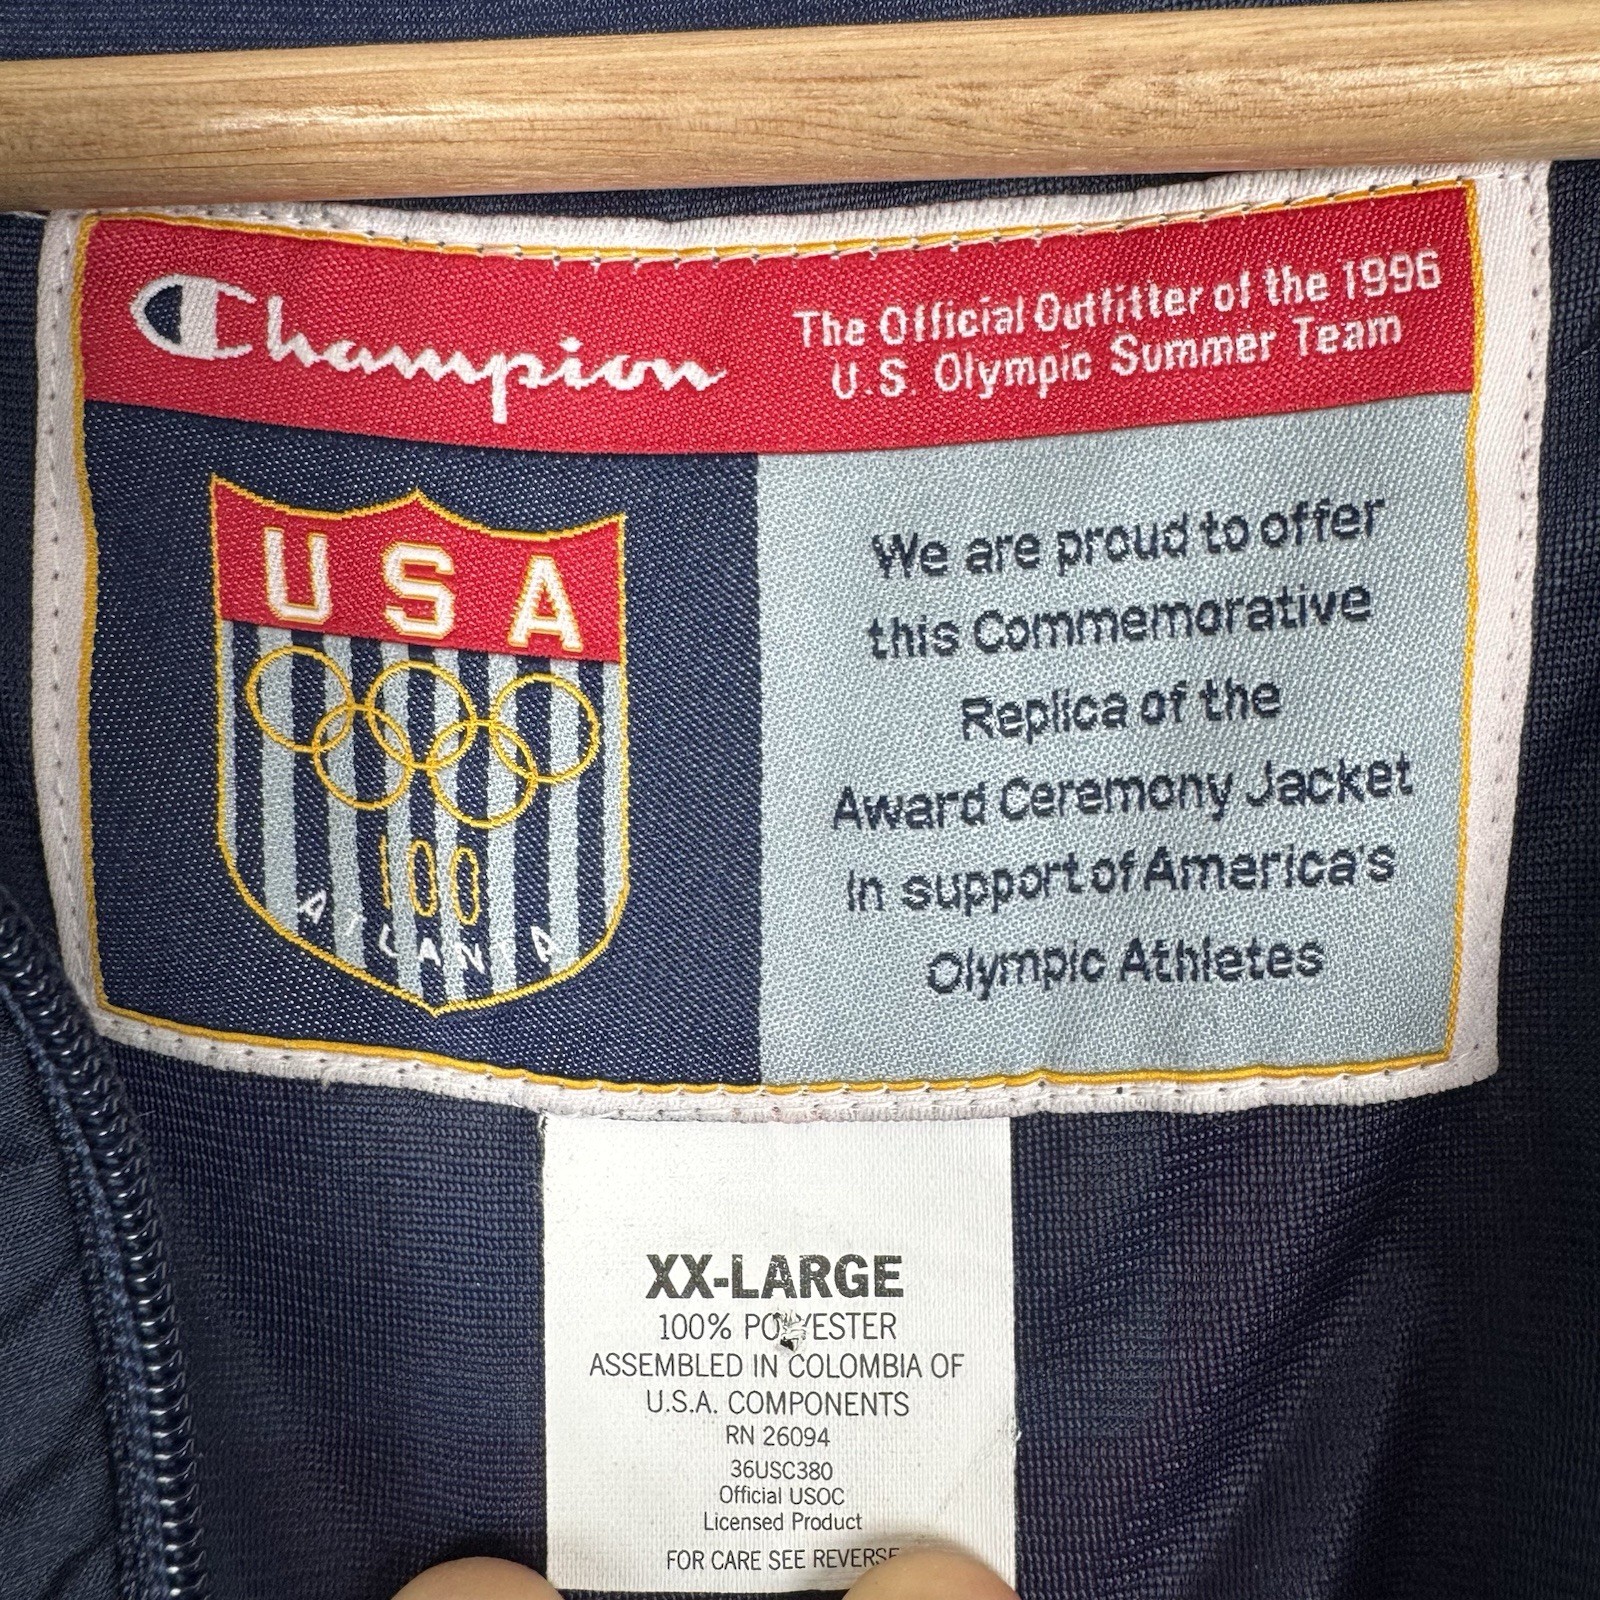 Champion
The Official Outfitter of the 1996
U.S. Olympic Summer Team
USA
100
ATLANTA
We are proud to offer
this Commemorative
Replica of the
Award Ceremony Jacket
in support of America's
Olympic Athletes
XX-LARGE
100% POLYESTER
ASSEMBLED IN COLOMBIA OF
U.S.A. COMPONENTS
RN 26094
36USC380
Official USOC
Licensed Product
FOR CARE SEE REVERSE